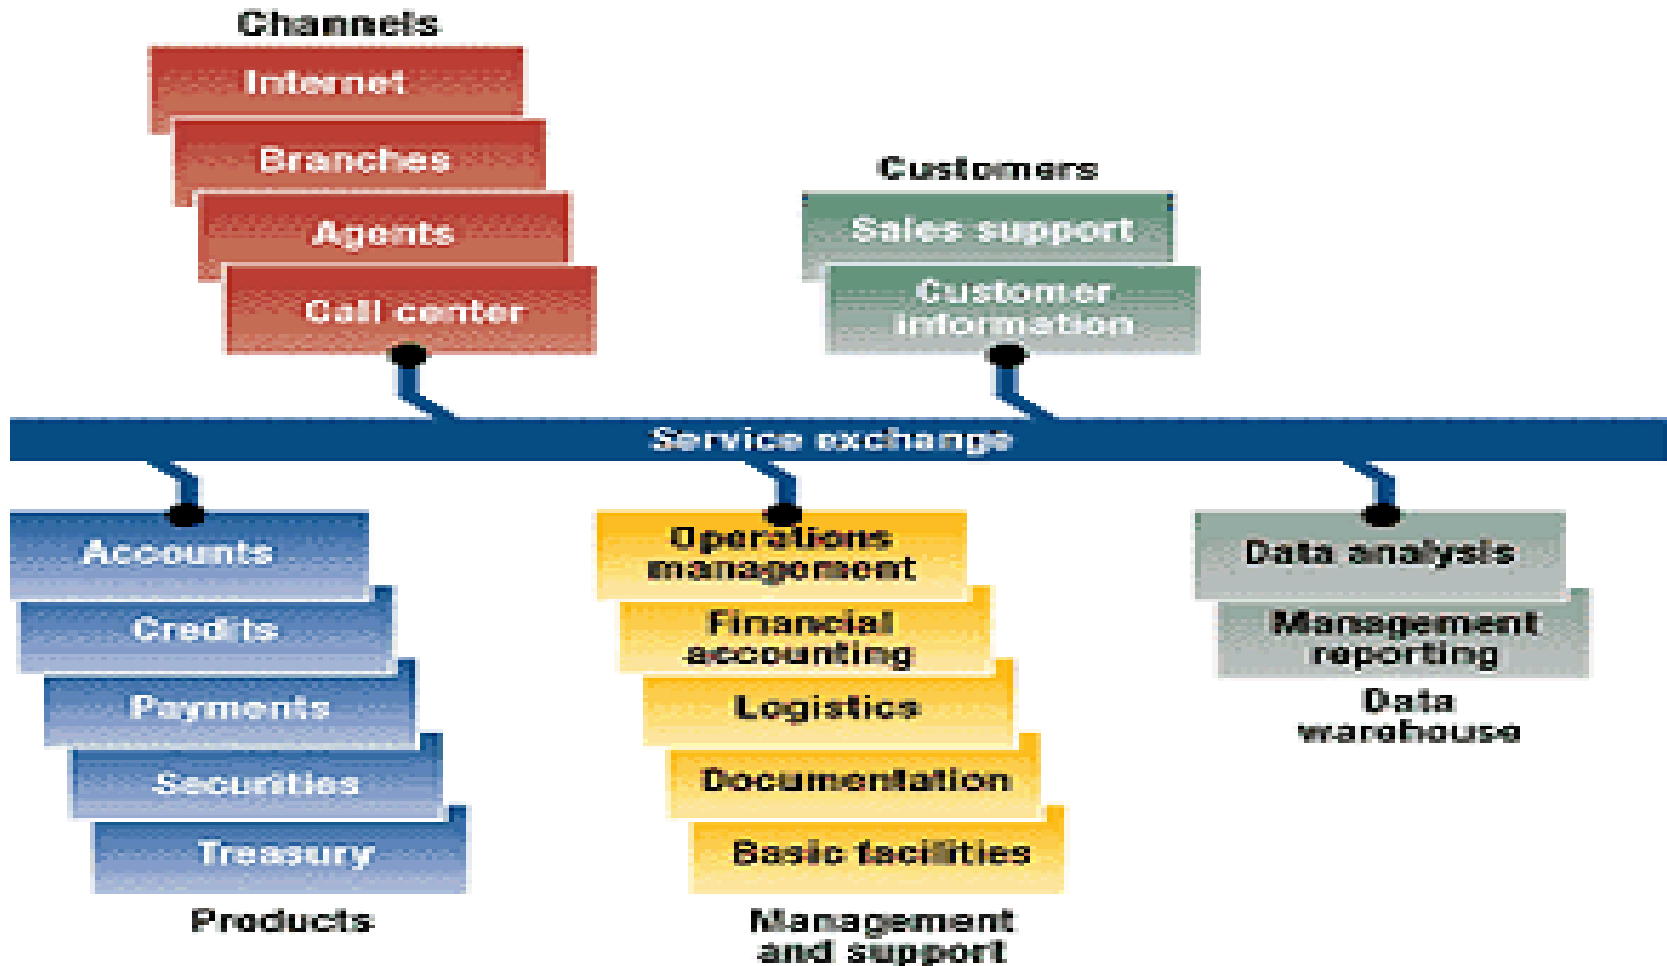 Channels
Internet
Branches
Agents
Call center
Customers
Sales support
Customer
information
Service exchange
Accounts
Credits
Payments
Securities
Treasury
Products
Operations
management
Financial
accounting
Logistics
Documentation
Basic facilities
Management
and support
Data analysis
Management
reporting
Data
warehouse